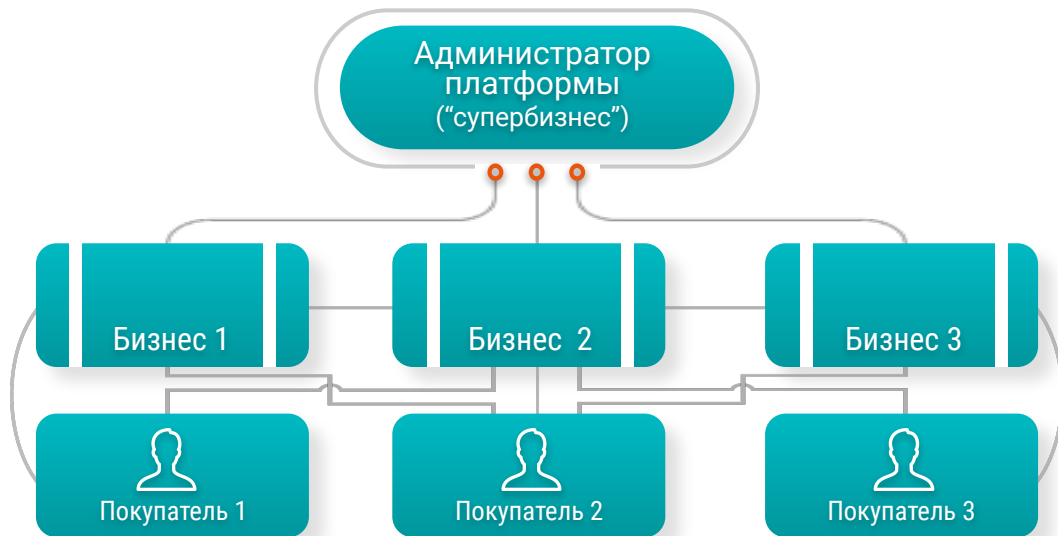 Администратор
платформы
(“супербизнес”)
Бизнес 1
Бизнес 2
Бизнес 3
Покупатель 1
Покупатель 2
Покупатель 3